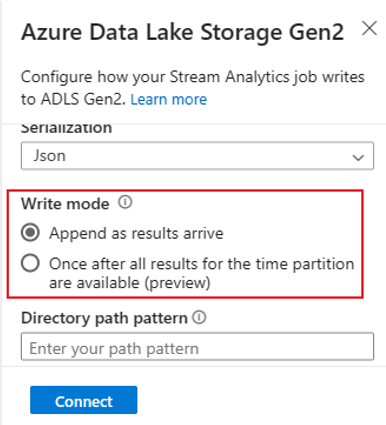 Azure Data Lake Storage Gen2
Configure how your Stream Analytics job writes
to ADLS Gen2. Learn more
Serialization
Json
Write mode
Append as results arrive
Once after all results for the time partition
are available (preview)
Directory path pattern
Enter your path pattern
Connect